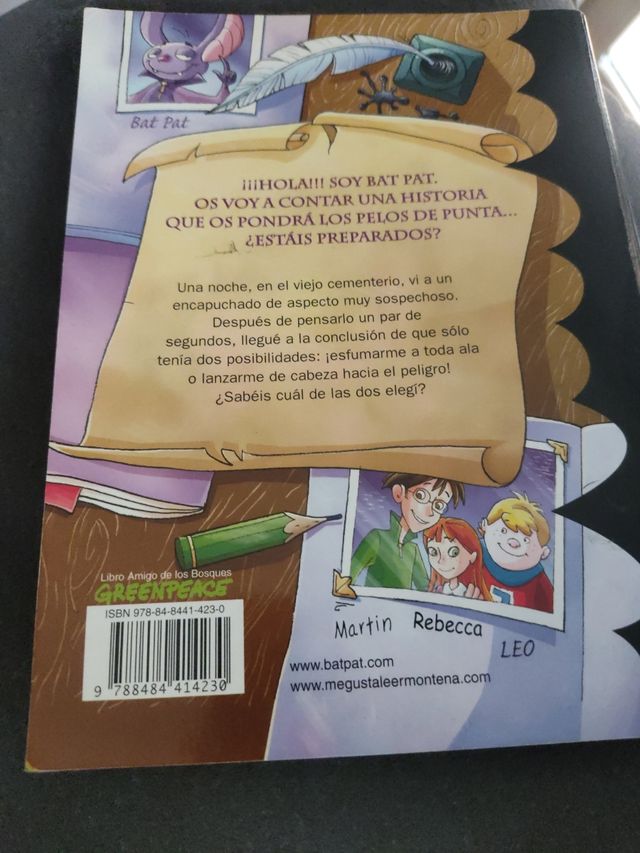 Bat Pat
¡¡¡HOLA!!! SOY BAT PAT.
OS VOY A CONTAR UNA HISTORIA
QUE OS PONDRÁ LOS PELOS DE PUNTA...
¿ESTÁIS PREPARADOS?
Una noche, en el viejo cementerio, vi a un
encapuchado de aspecto muy sospechoso.
Después de pensarlo un par de
segundos, llegué a la conclusión de que sólo
tenía dos posibilidades: ¡esfumarme a toda ala
o lanzarme de cabeza hacia el peligro!
¿Sabéis cuál de las dos elegí?
Libro Amigo de los Bosques
GREENPEACE
ISBN 978-84-8441-423-0
9 788484 414230
Martin Rebecca
LEO
www.batpat.com
www.megustaleermontena.com